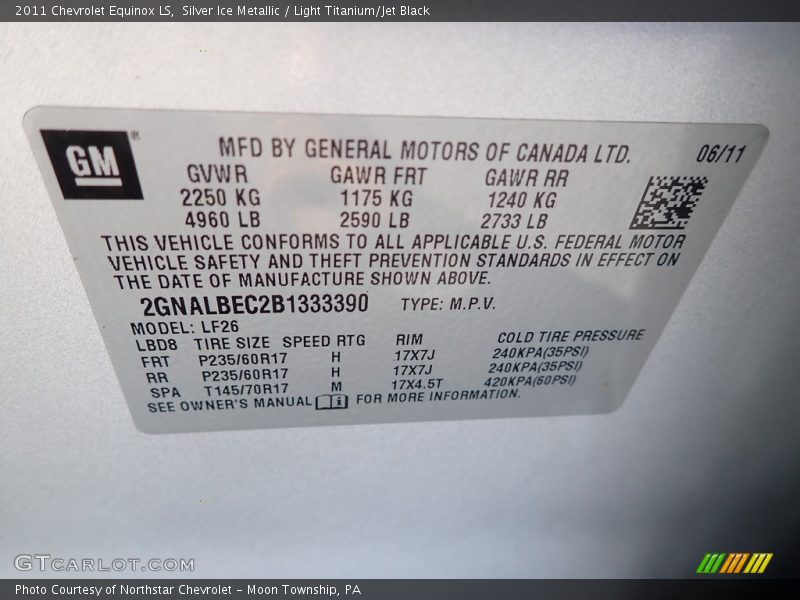 2011 Chevrolet Equinox LS,  Silver Ice Metallic / Light Titanium/Jet Black
GM®
MFD BY GENERAL MOTORS OF CANADA LTD. 06/11
GVWR GAWR FRT GAWR RR
2250 KG 1175 KG 1240 KG
4960 LB 2590 LB 2733 LB
THIS VEHICLE CONFORMS TO ALL APPLICABLE U.S. FEDERAL MOTOR
VEHICLE SAFETY AND THEFT PREVENTION STANDARDS IN EFFECT ON
THE DATE OF MANUFACTURE SHOWN ABOVE.
2GNALBEC2B1333390 TYPE: M.P.V.
MODEL: LF26
LBD8 TIRE SIZE SPEED RTG RIM COLD TIRE PRESSURE
FRT P235/60R17 H 17X7J 240KPA(35PSI)
RR P235/60R17 H 17X7J 240KPA(35PSI)
SPA T145/70R17 M 17X4.5T 420KPA(60PSI)
SEE OWNER'S MANUAL FOR MORE INFORMATION.
GTCARLOT.COM
Photo Courtesy of Northstar Chevrolet - Moon Township, PA